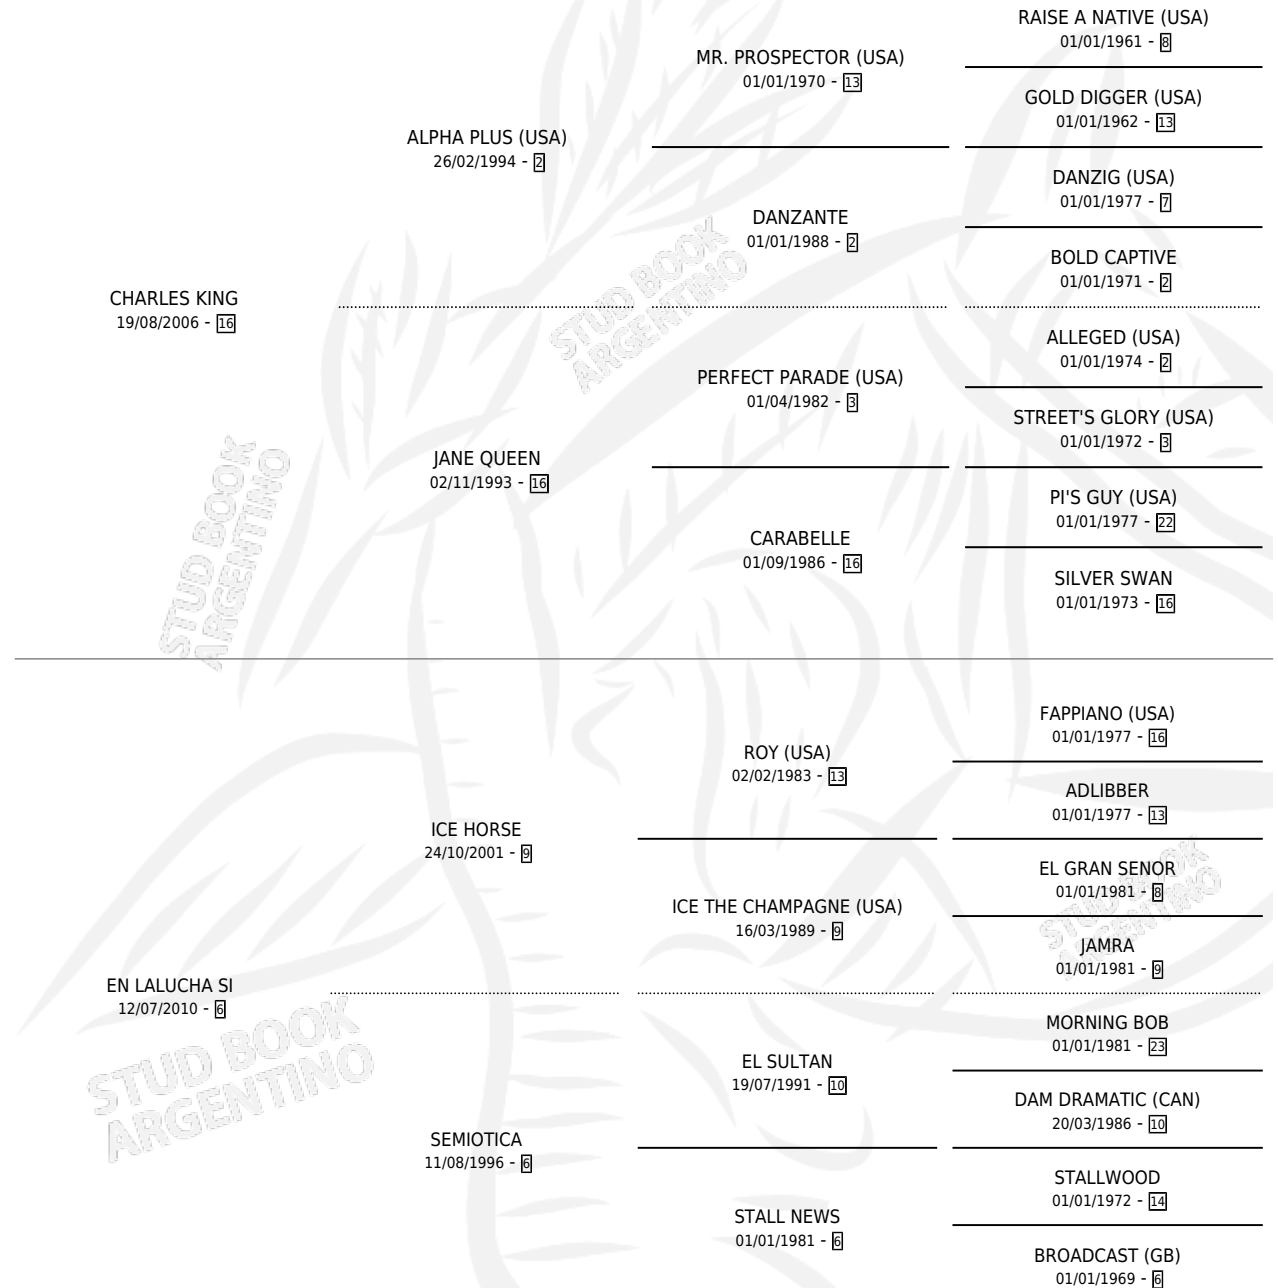 RAISE A NATIVE (USA)
01/01/1961 - 8
MR. PROSPECTOR (USA)
01/01/1970 - 13
GOLD DIGGER (USA)
01/01/1962 - 13
ALPHA PLUS (USA)
26/02/1994 - 2
DANZIG (USA)
01/01/1977 - 7
DANZANTE
01/01/1988 - 2
BOLD CAPTIVE
01/01/1971 - 2
CHARLES KING
19/08/2006 - 16
ALLEGED (USA)
01/01/1974 - 2
PERFECT PARADE (USA)
01/04/1982 - 3
STREET'S GLORY (USA)
01/01/1972 - 3
JANE QUEEN
02/11/1993 - 16
PI'S GUY (USA)
01/01/1977 - 22
CARABELLE
01/09/1986 - 16
SILVER SWAN
01/01/1973 - 16
FAPPIANO (USA)
01/01/1977 - 16
ROY (USA)
02/02/1983 - 13
ADLIBBER
01/01/1977 - 13
ICE HORSE
24/10/2001 - 9
EL GRAN SENOR
01/01/1981 - 8
ICE THE CHAMPAGNE (USA)
16/03/1989 - 9
JAMRA
01/01/1981 - 9
EN LALUCHA SI
12/07/2010 - 6
MORNING BOB
01/01/1981 - 23
EL SULTAN
19/07/1991 - 10
DAM DRAMATIC (CAN)
20/03/1986 - 10
SEMIOTICA
11/08/1996 - 6
STALLWOOD
01/01/1972 - 14
STALL NEWS
01/01/1981 - 6
BROADCAST (GB)
01/01/1969 - 6
STUD BOOK
ARGENTINO
STUD BOOK
ARGENTINO
STUD BOOK
ARGENTINO
STUD BOOK
ARGENTINO